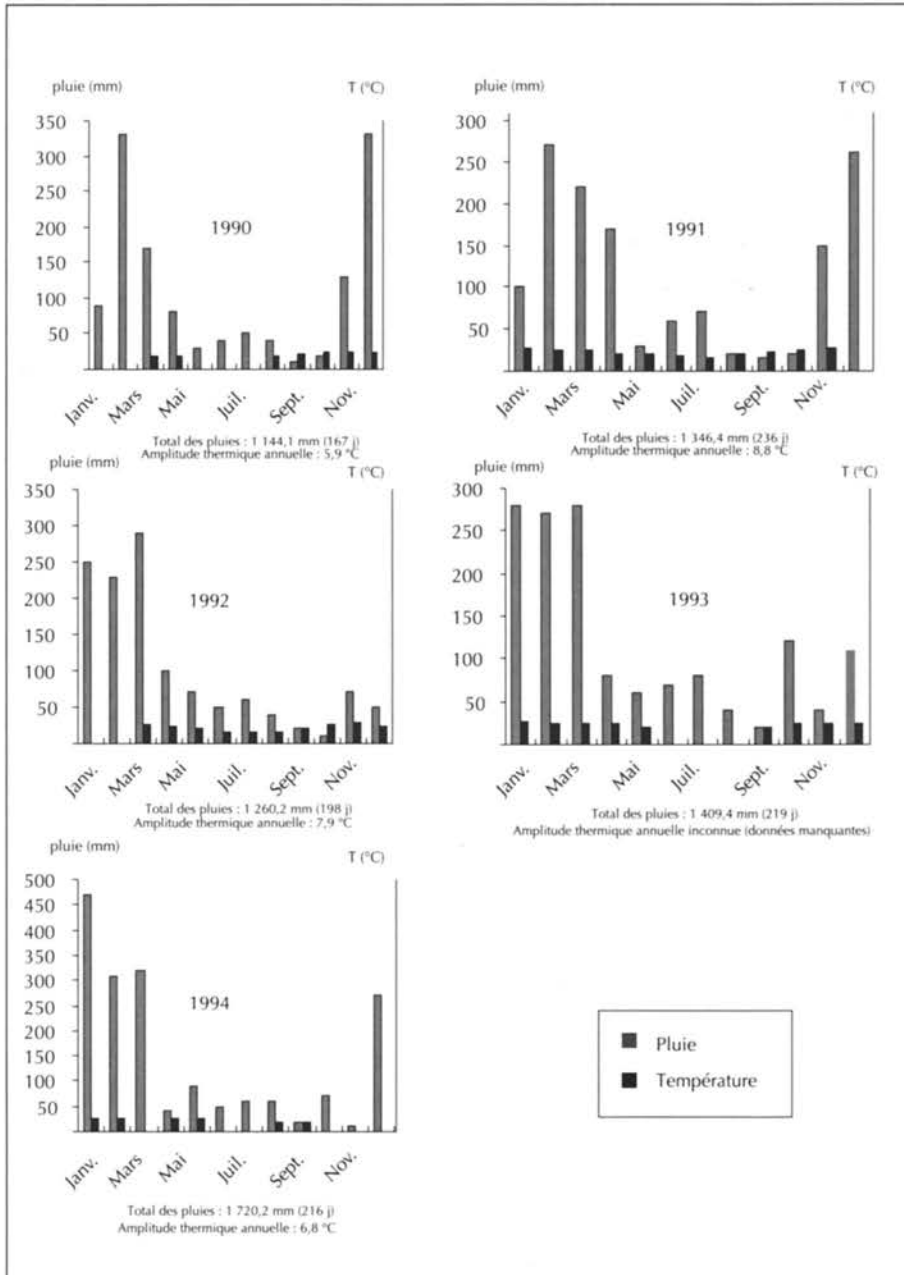 pluie (mm) T (°C)
350
300
250
200
150
100
50
1990
Janv. Mars Mai Juil. Sept. Nov.
Total des pluies : 1 144,1 mm (167 j)
Amplitude thermique annuelle : 5,9 °C
pluie (mm) T (°C)
300
250
200
150
100
50
1991
Janv. Mars Mai Juil. Sept. Nov.
Total des pluies : 1 346,4 mm (236 j)
Amplitude thermique annuelle : 8,8 °C
pluie (mm) T (°C)
350
300
250
200
150
100
50
1992
Janv. Mars Mai Juil. Sept. Nov.
Total des pluies : 1 260,2 mm (198 j)
Amplitude thermique annuelle : 7,9 °C
pluie (mm) T (°C)
300
250
200
150
100
50
1993
Janv. Mars Mai Juil. Sept. Nov.
Total des pluies : 1 409,4 mm (219 j)
Amplitude thermique annuelle inconnue (données manquantes)
pluie (mm) T (°C)
500
450
400
350
300
250
200
150
100
50
1994
Janv. Mars Mai Juil. Sept. Nov.
Total des pluies : 1 720,2 mm (216 j)
Amplitude thermique annuelle : 6,8 °C
Pluie
Température